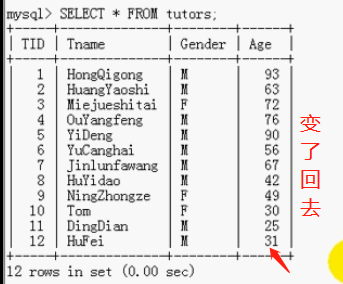 mysql> SELECT * FROM tutors;
+-----+---------------+--------+------+
| TID | Tname | Gender | Age |
+-----+---------------+--------+------+
| 1 | HongQigong | M | 93 |
| 2 | HuangYaoshi | M | 63 |
| 3 | Miejueshitai | F | 72 |
| 4 | OuYangfeng | M | 76 |
| 5 | YiDeng | M | 90 |
| 6 | YuCanghai | M | 56 |
| 7 | Jinlunfawang | M | 67 |
| 8 | HuYidao | M | 42 |
| 9 | NingZhongze | F | 49 |
| 10 | Tom | F | 30 |
| 11 | DingDian | M | 25 |
| 12 | HuFei | M | 31 |
+-----+---------------+--------+------+
12 rows in set (0.00 sec)
变了回去